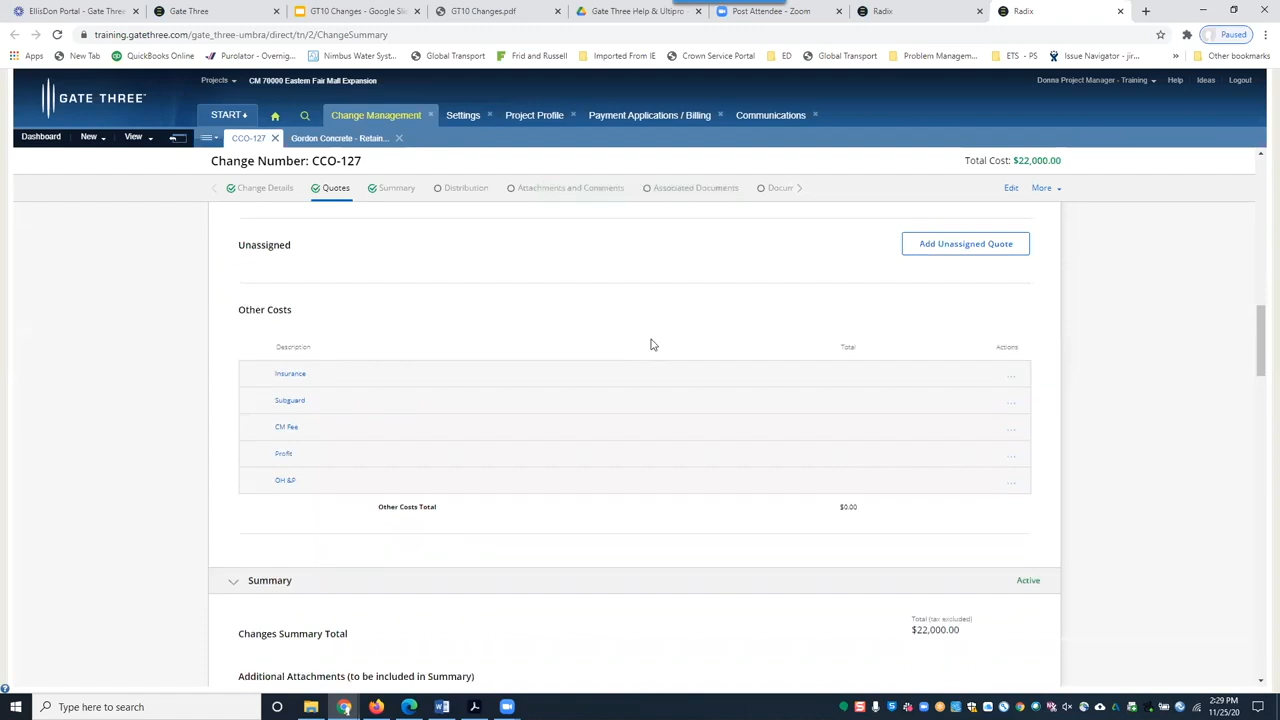 EllisDon Portal - Gate Three
GT10 Changes - Google Sli
GT10 Changes.pdf
Gate Three Help & Ultipro
Post Attendee - Zoom
Radix
Radix
training.gatethree.com/gate_three-umbra/direct/tn/2/ChangeSummary
Paused
Apps
New Tab
QuickBooks Online
Purolator - Overnig...
Nimbus Water Syst...
Global Transport
Frid and Russell
Imported From IE
Crown Service Portal
ED
Global Transport
Problem Managem...
ETS - PS
Issue Navigator - jir...
»
Other bookmarks
GATE THREE
Projects
CM 70000 Eastern Fair Mall Expansion
Donna Project Manager - Training
Help
Ideas
Logout
START
Change Management
Settings
Project Profile
Payment Applications / Billing
Communications
Dashboard
New
View
CCO-127
Gordon Concrete - Retain...
Change Number: CCO-127
Total Cost: $22,000.00
Change Details
Quotes
Summary
Distribution
Attachments and Comments
Associated Documents
Docum
Edit
More
Unassigned
Add Unassigned Quote
Other Costs
Description
Total
Actions
Insurance
...
Subguard
...
CM Fee
...
Profit
...
OH &P
...
Other Costs Total
$0.00
Summary
Active
Total (tax excluded)
Changes Summary Total
$22,000.00
Additional Attachments (to be included in Summary)
Type here to search
2:29 PM
11/25/20